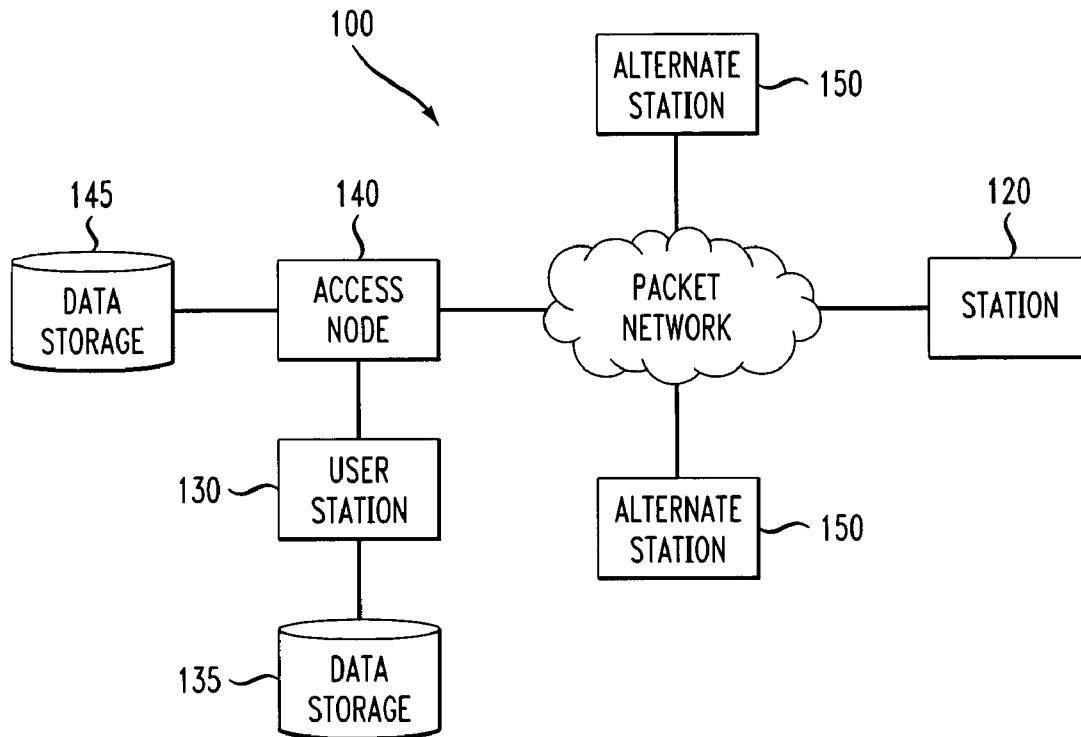 100
ALTERNATE
STATION
150
145
140
120
DATA
STORAGE
ACCESS
NODE
PACKET
NETWORK
STATION
130
USER
STATION
ALTERNATE
STATION
150
135
DATA
STORAGE